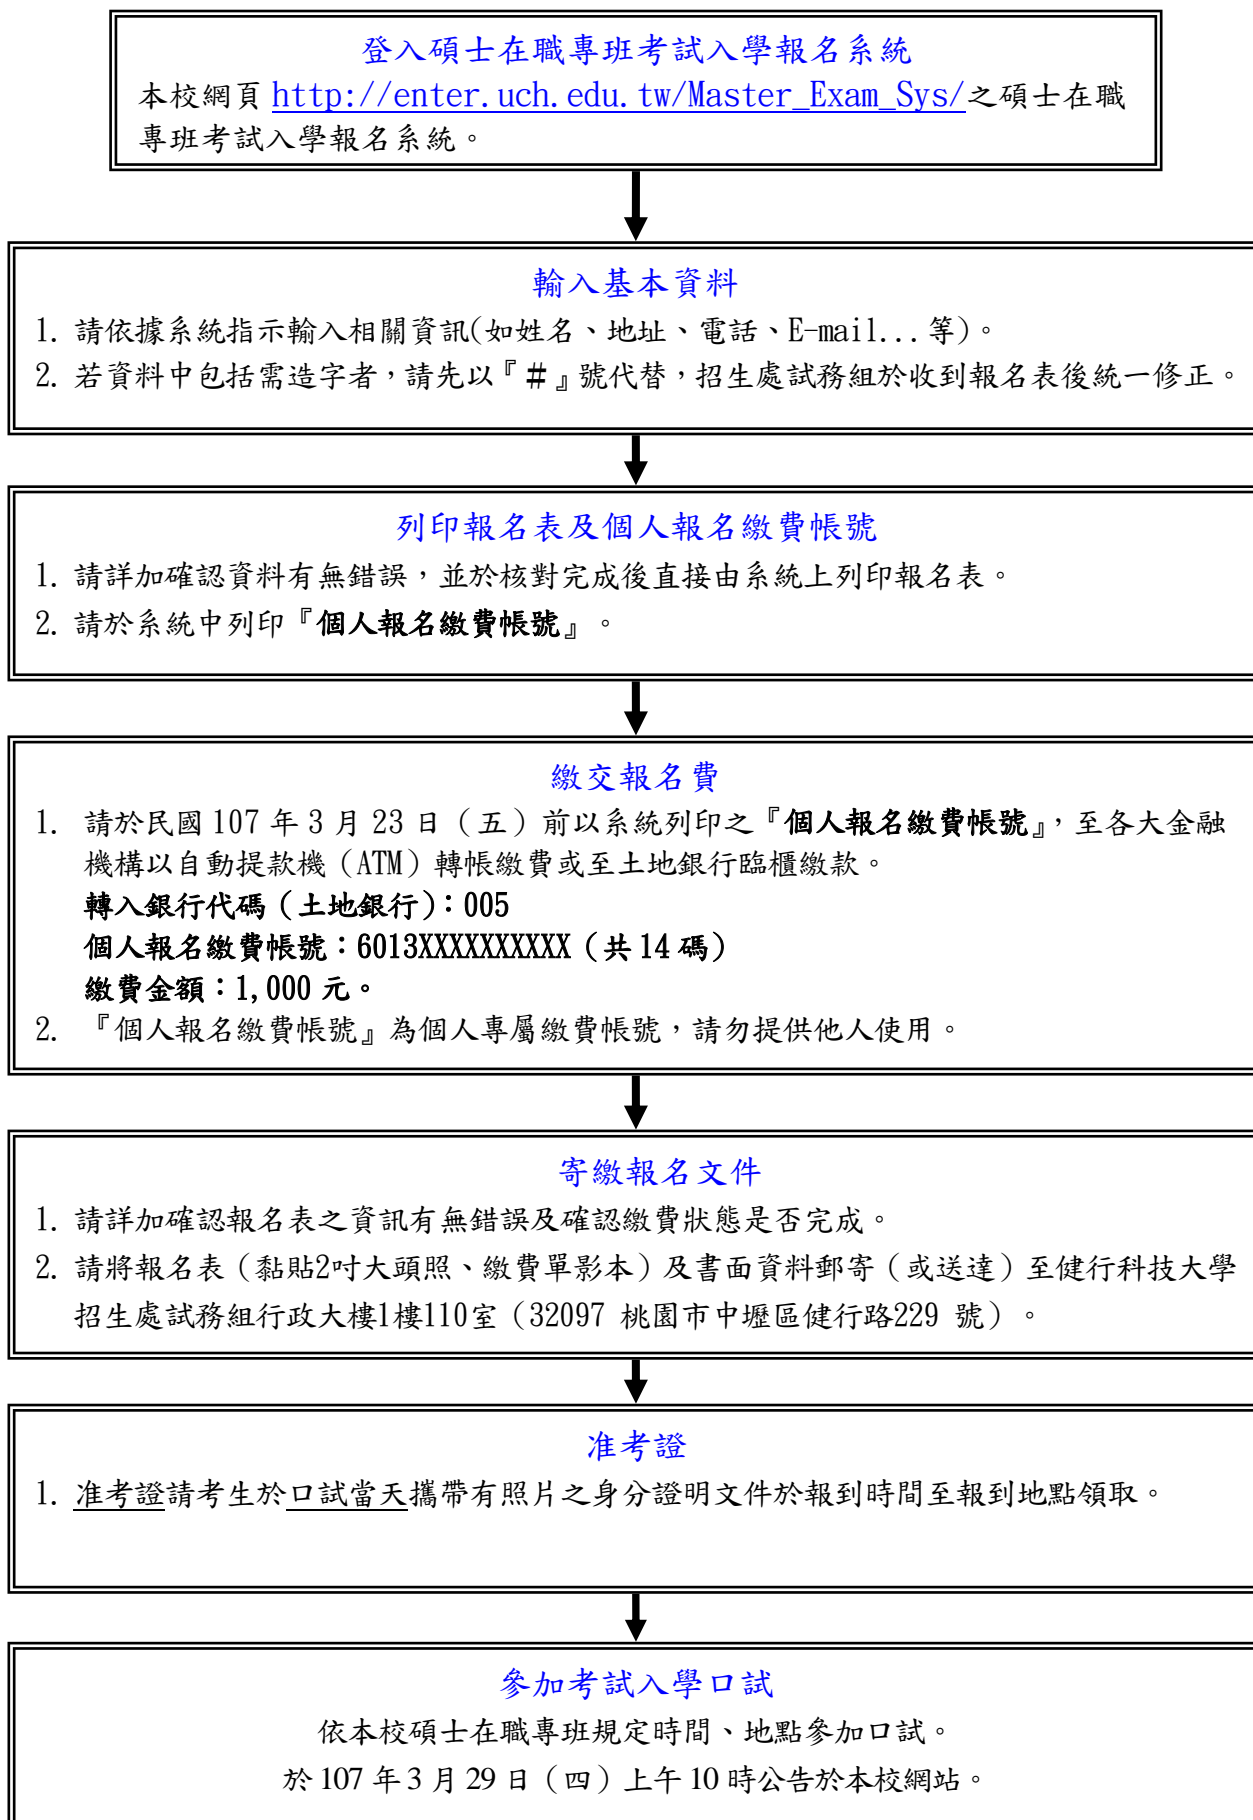 登入碩士在職專班考試入學報名系統
本校網頁 http://enter.uch.edu.tw/Master_Exam_Sys/之碩士在職
專班考試入學報名系統。
輸入基本資料
1. 請依據系統指示輸入相關資訊(如姓名、地址、電話、E-mail...等)。
2. 若資料中包括需造字者，請先以『＃』號代替，招生處試務組於收到報名表後統一修正。
列印報名表及個人報名繳費帳號
1. 請詳加確認資料有無錯誤，並於核對完成後直接由系統上列印報名表。
2. 請於系統中列印『個人報名繳費帳號』。
繳交報名費
1. 請於民國 107 年 3 月 23 日（五）前以系統列印之『個人報名繳費帳號』，至各大金融
機構以自動提款機（ATM）轉帳繳費或至土地銀行臨櫃繳款。
轉入銀行代碼（土地銀行）：005
個人報名繳費帳號：6013XXXXXXXXXX（共 14 碼）
繳費金額：1,000 元。
2. 『個人報名繳費帳號』為個人專屬繳費帳號，請勿提供他人使用。
寄繳報名文件
1. 請詳加確認報名表之資訊有無錯誤及確認繳費狀態是否完成。
2. 請將報名表（黏貼2吋大頭照、繳費單影本）及書面資料郵寄（或送達）至健行科技大學
招生處試務組行政大樓1樓110室（32097 桃園市中壢區健行路229 號）。
准考證
1. 准考證請考生於口試當天攜帶有照片之身分證明文件於報到時間至報到地點領取。
參加考試入學口試
依本校碩士在職專班規定時間、地點參加口試。
於 107 年 3 月 29 日（四）上午 10 時公告於本校網站。